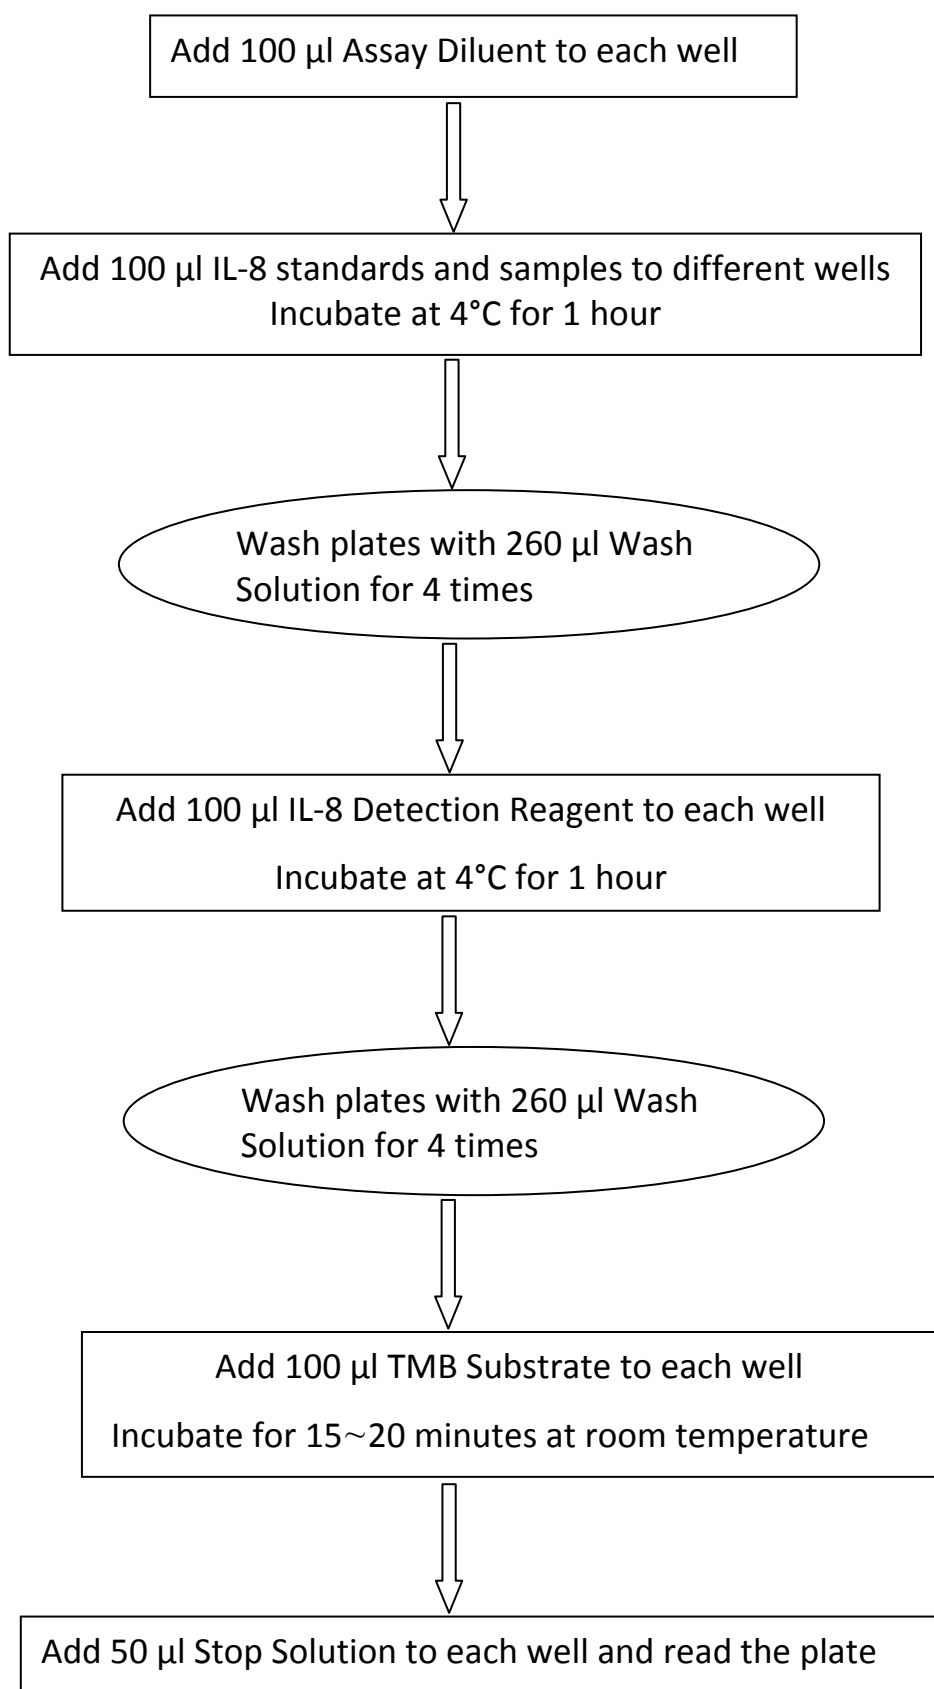 Add 100 µl Assay Diluent to each well
Add 100 µl IL-8 standards and samples to different wells
Incubate at 4°C for 1 hour
Wash plates with 260 µl Wash
Solution for 4 times
Add 100 µl IL-8 Detection Reagent to each well
Incubate at 4°C for 1 hour
Wash plates with 260 µl Wash
Solution for 4 times
Add 100 µl TMB Substrate to each well
Incubate for 15~20 minutes at room temperature
Add 50 µl Stop Solution to each well and read the plate